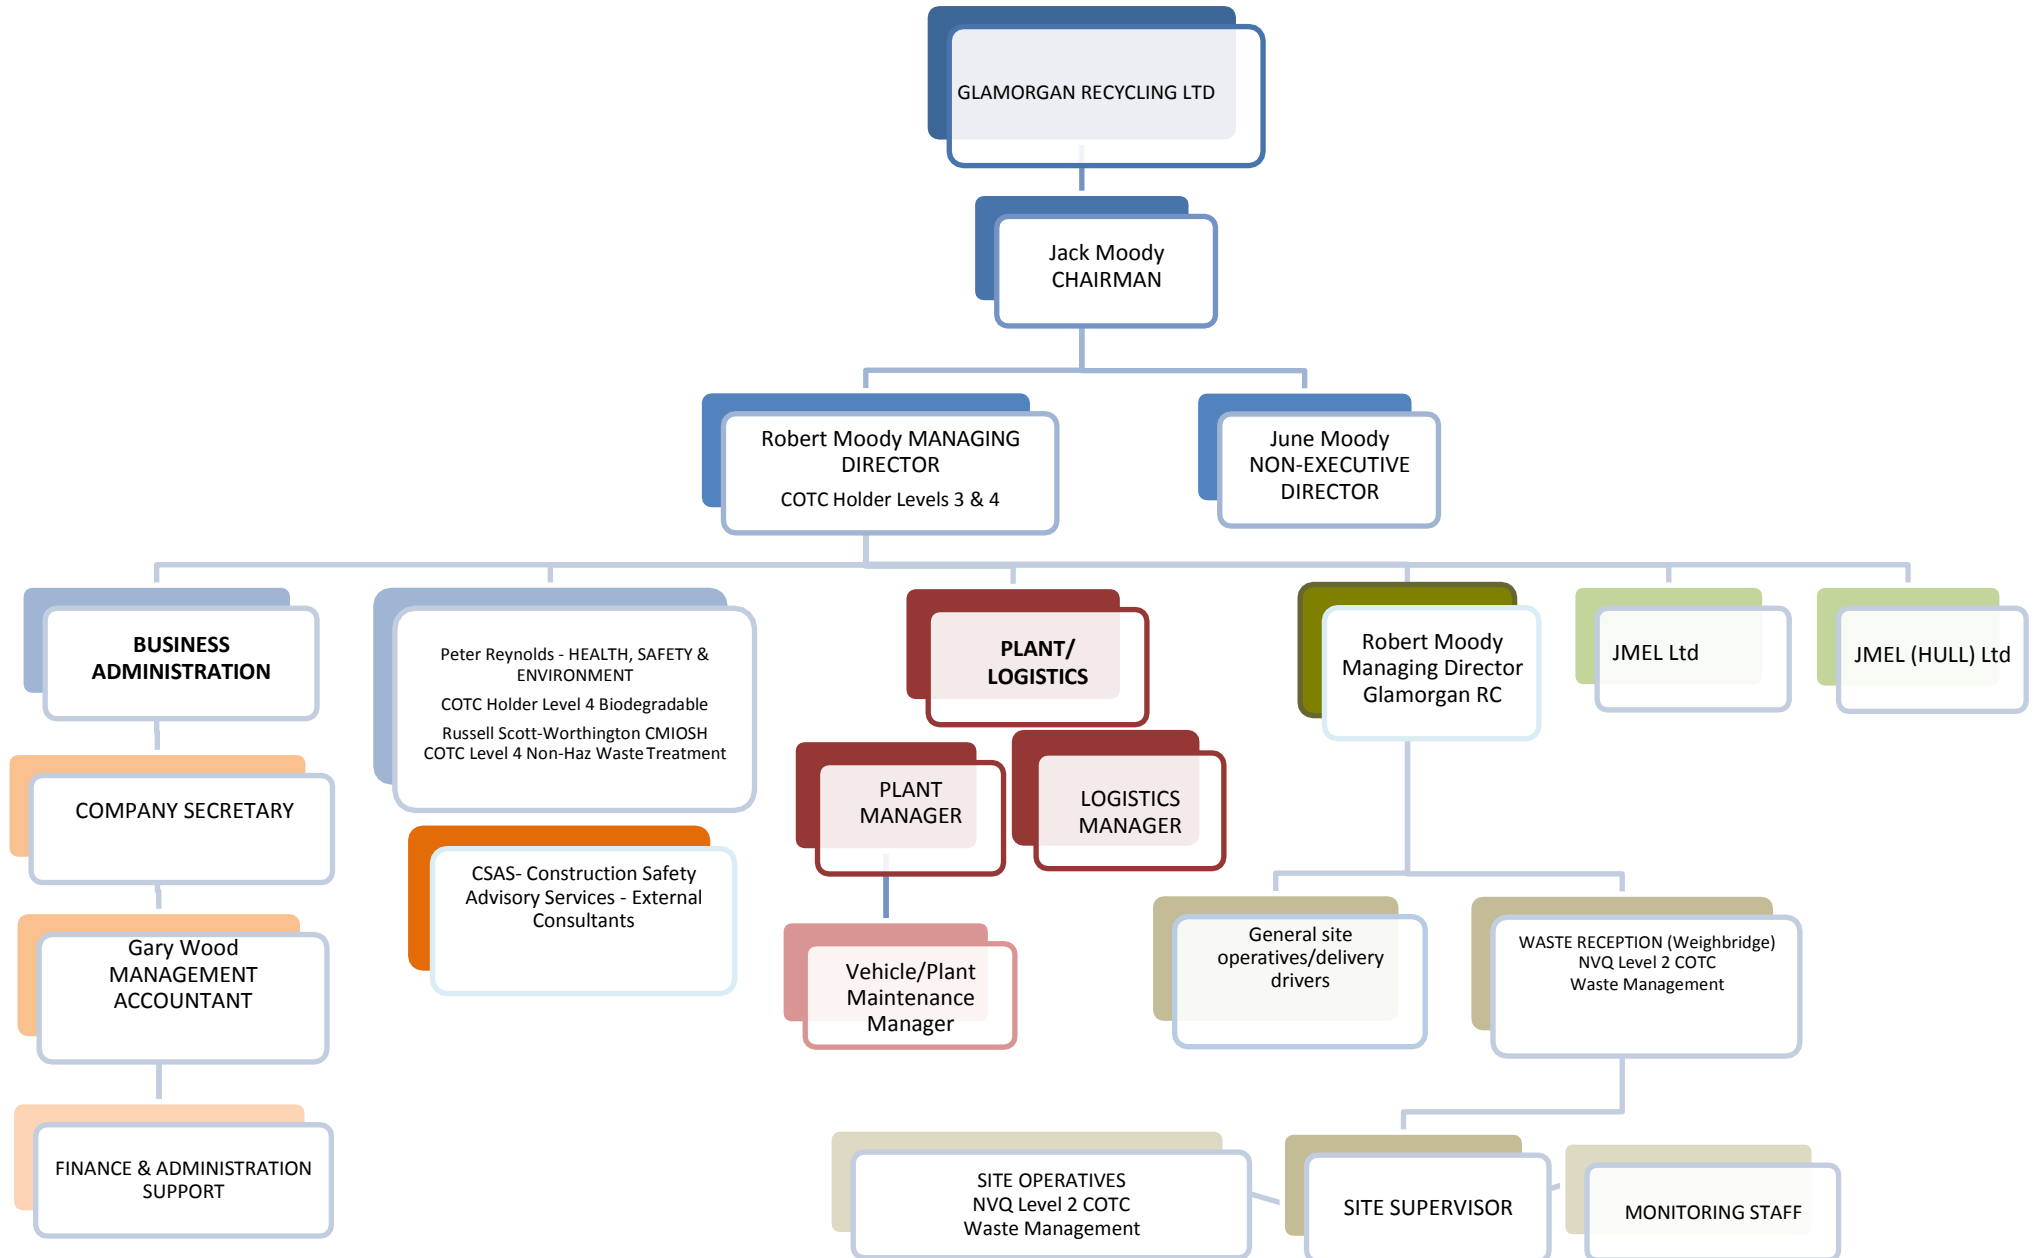 GLAMORGAN RECYCLING LTD
Jack Moody
CHAIRMAN
Robert Moody MANAGING
DIRECTOR
COTC Holder Levels 3 & 4
June Moody
NON-EXECUTIVE
DIRECTOR
BUSINESS
ADMINISTRATION
Peter Reynolds - HEALTH, SAFETY &
ENVIRONMENT
COTC Holder Level 4 Biodegradable
Russell Scott-Worthington CMIOSH
COTC Level 4 Non-Haz Waste Treatment
PLANT/
LOGISTICS
Robert Moody
Managing Director
Glamorgan RC
JMEL Ltd
JMEL (HULL) Ltd
COMPANY SECRETARY
PLANT
MANAGER
LOGISTICS
MANAGER
CSAS- Construction Safety
Advisory Services - External
Consultants
Gary Wood
MANAGEMENT
ACCOUNTANT
Vehicle/Plant
Maintenance
Manager
General site
operatives/delivery
drivers
WASTE RECEPTION (Weighbridge)
NVQ Level 2 COTC
Waste Management
FINANCE & ADMINISTRATION
SUPPORT
SITE OPERATIVES
NVQ Level 2 COTC
Waste Management
SITE SUPERVISOR
MONITORING STAFF